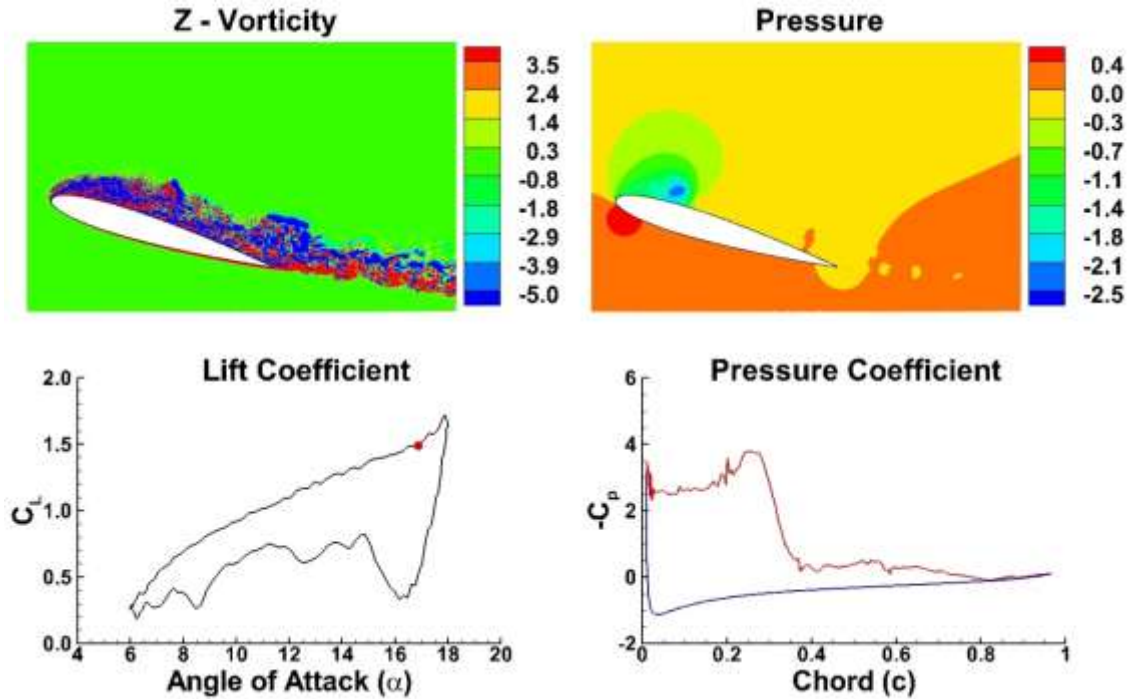 Z - Vorticity
3.5
2.4
1.4
0.3
-0.8
-1.8
-2.9
-3.9
-5.0
Pressure
0.4
0.0
-0.3
-0.7
-1.1
-1.4
-1.8
-2.1
-2.5
Lift Coefficient
2.0
1.5
1.0
0.5
0.0
C_L
4 6 8 10 12 14 16 18 20
Angle of Attack (α)
Pressure Coefficient
6
4
2
0
-2
-C_p
0 0.2 0.4 0.6 0.8 1
Chord (c)